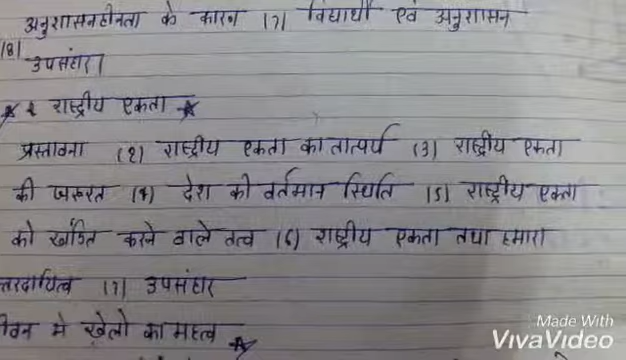 अनुशासनहीनता के कारण (7) विद्यार्थी एवं अनुशासन
(8)
उपसंहार।
राष्ट्रीय एकता
प्रस्तावना (2) राष्ट्रीय एकता का तात्पर्य (3) राष्ट्रीय एकता
की जरूरत (4) देश की वर्तमान स्थिति (5) राष्ट्रीय एकता
को खंडित करने वाले तत्व (6) राष्ट्रीय एकता तथा हमारा
त्तरदायित्व (7) उपसंहार
वन मे खेलो का महत्व
Made With
VivaVideo